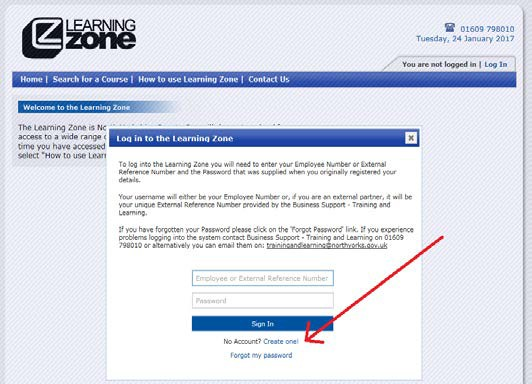 LEARNING
zone
01609 798010
Tuesday, 24 January 2017
You are not logged in | Log In
Home | Search for a Course | How to use Learning Zone | Contact Us
Welcome to the Learning Zone
The Learning Zone is Nor
access to a wide range o
time you have accessed
select "How to use Learn
Log in to the Learning Zone
To log into the Learning Zone you will need to enter your Employee Number or External
Reference Number and the Password that was supplied when you originally registered your
details.
Your username will either be your Employee Number or, if you are an external partner, it will be
your unique External Reference Number provided by the Business Support - Training and
Learning.
If you have forgotten your Password please click on the 'Forgot Password' link. If you experience
problems logging into the system contact Business Support - Training and Learning on 01609
798010 or alternatively you can email them on: trainingandlearning@northyorks.gov.uk
Employee or External Reference Number
Password
Sign In
No Account? Create one!
Forgot my password